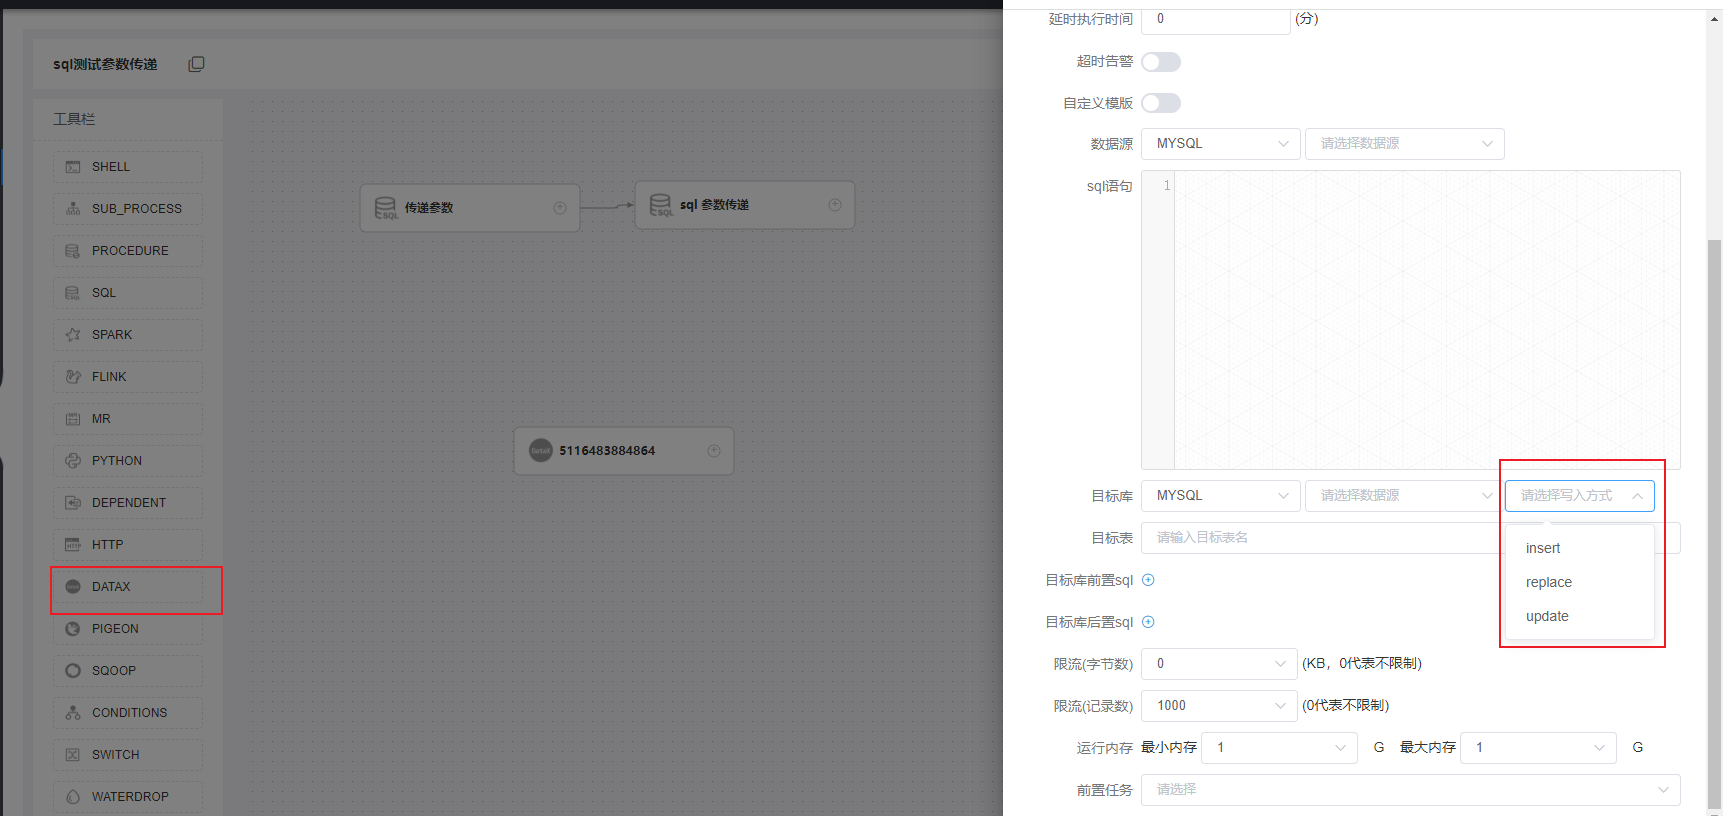 sql测试参数传递
工具栏
SHELL
SUB_PROCESS
PROCEDURE
SQL
SPARK
FLINK
MR
PYTHON
DEPENDENT
HTTP
DATAX
PIGEON
SQOOP
CONDITIONS
SWITCH
WATERDROP
传递参数
sql 参数传递
5116483884864
延时执行时间 0 (分)
超时告警
自定义模版
数据源 MYSQL 请选择数据源
sql语句 1
目标库 MYSQL 请选择数据源 请选择写入方式
insert
replace
update
目标表 请输入目标表名
目标库前置sql
目标库后置sql
限流(字节数) 0 (KB，0代表不限制)
限流(记录数) 1000 (0代表不限制)
运行内存 最小内存 1 G 最大内存 1 G
前置任务 请选择